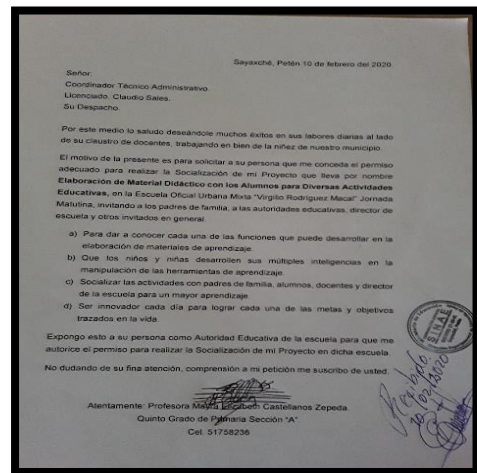 Sayaxché, Petén 10 de febrero del 2020
Señor.
Coordinador Técnico Administrativo.
Licenciado. Claudio Sales.
Su Despacho.
Por este medio lo saludo deseándole muchos éxitos en sus labores diarias al lado
de su claustro de docentes, trabajando en bien de la niñez de nuestro municipio.
El motivo de la presente es para solicitar a su persona que me conceda el permiso
adecuado para realizar la Socialización de mi Proyecto que lleva por nombre
Elaboración de Material Didáctico con los Alumnos para Diversas Actividades
Educativas, en la Escuela Oficial Urbana Mixta "Virgilio Rodríguez Macal" Jornada
Matutina, invitando a los padres de familia, a las autoridades educativas, director de
escuela y otros invitados en general.
a) Para dar a conocer cada una de las funciones que puede desarrollar en la
elaboración de materiales de aprendizaje.
b) Que los niños y niñas desarrollen sus múltiples inteligencias en la
manipulación de las herramientas de aprendizaje.
c) Socializar las actividades con padres de familia, alumnos, docentes y director
de la escuela para un mayor aprendizaje.
d) Ser innovador cada día para lograr cada una de las metas y objetivos
trazados en la vida.
Expongo esto a su persona como Autoridad Educativa de la escuela para que me
autorice el permiso para realizar la Socialización de mi Proyecto en dicha escuela.
No dudando de su fina atención, comprensión a mi petición me suscribo de usted.
Atentamente: Profesora Mayra Elizabeth Castellanos Zepeda.
Quinto Grado de Primaria Sección "A"
Cel. 51758236
SINAE
Recibido
10/02/2020